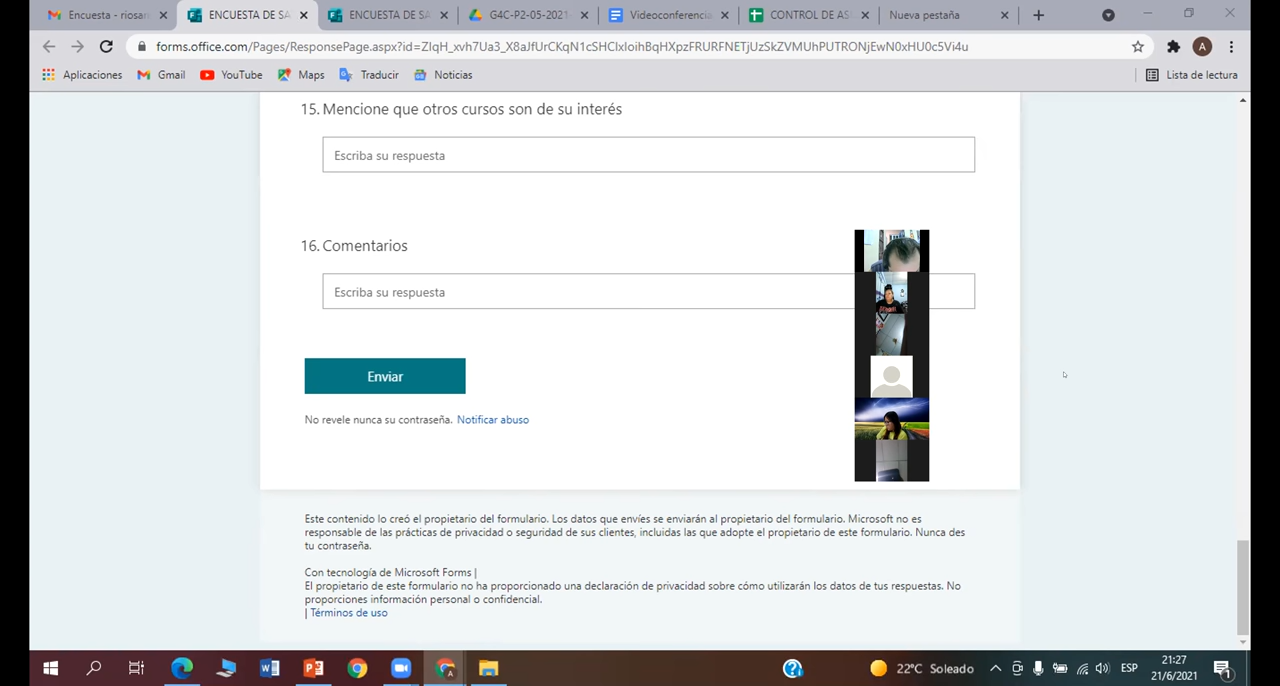 Encuesta - riosar
ENCUESTA DE SA
ENCUESTA DE SA
G4C-P2-05-2021-
Videoconferencia
CONTROL DE AS
Nueva pestaña
forms.office.com/Pages/ResponsePage.aspx?id=ZIqH_xvh7Ua3_X8aJfUrCKqN1cSHClxIoihBqHXpzFRURFNETjUzSkZVMUhPUTRONjEwN0xHU0c5Vi4u
A
Aplicaciones
Gmail
YouTube
Maps
Traducir
Noticias
Lista de lectura
15. Mencione que otros cursos son de su interés
Escriba su respuesta
16. Comentarios
Escriba su respuesta
Enviar
No revele nunca su contraseña. Notificar abuso
Este contenido lo creó el propietario del formulario. Los datos que envíes se enviarán al propietario del formulario. Microsoft no es
responsable de las prácticas de privacidad o seguridad de sus clientes, incluidas las que adopte el propietario de este formulario. Nunca des
tu contraseña.
Con tecnología de Microsoft Forms |
El propietario de este formulario no ha proporcionado una declaración de privacidad sobre cómo utilizarán los datos de tus respuestas. No
proporciones información personal o confidencial.
| Términos de uso
22°C Soleado
ESP
21:27
21/6/2021
1